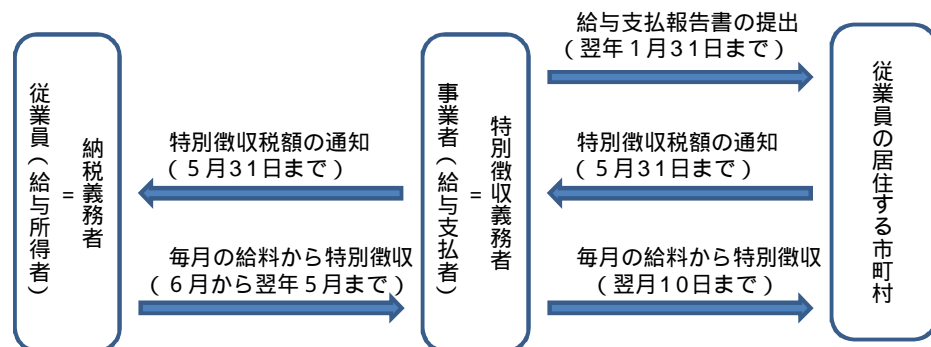 従業員（給与所得者）
=
納税義務者
特別徴収税額の通知
（５月31日まで）
毎月の給料から特別徴収
（６月から翌年５月まで）
事業者（給与支払者）
=
特別徴収義務者
給与支払報告書の提出
（翌年１月31日まで）
特別徴収税額の通知
（５月31日まで）
毎月の給料から特別徴収
（翌月10日まで）
従業員の居住する市町村